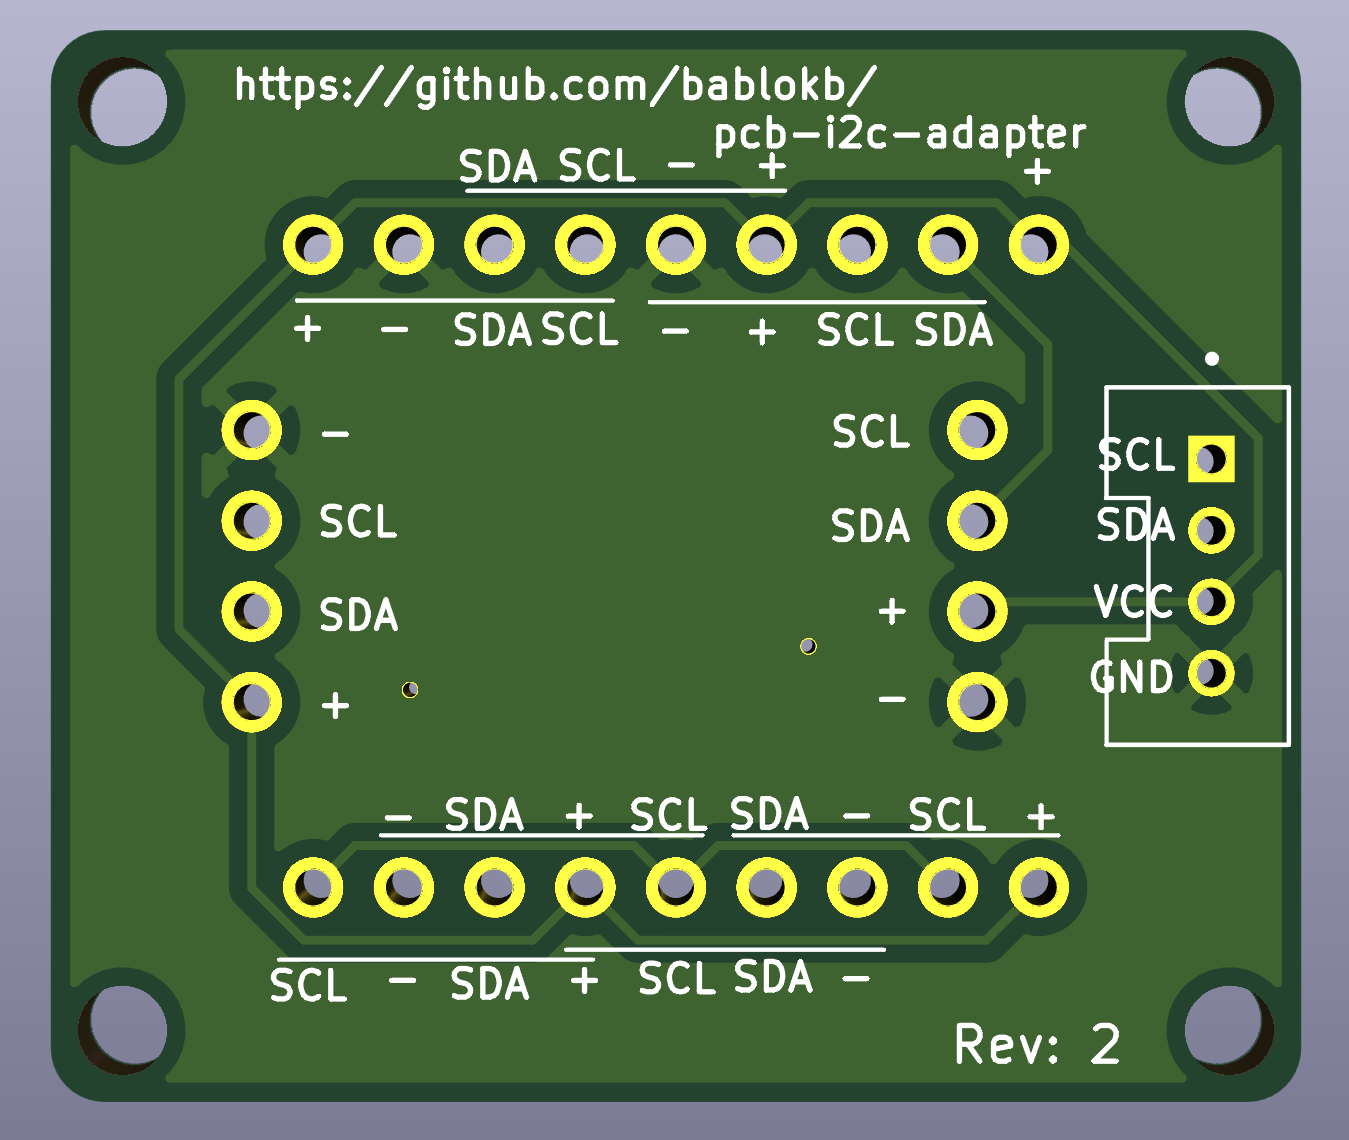 https://github.com/bablokb/
pcb-i2c-adapter
SDA SCL - + +
+ - SDA SCL - + SCL SDA
- SCL
SCL
SCL SDA SDA
SDA + VCC
+ - GND
- SDA + SCL SDA - SCL +
SCL - SDA + SCL SDA -
Rev: 2